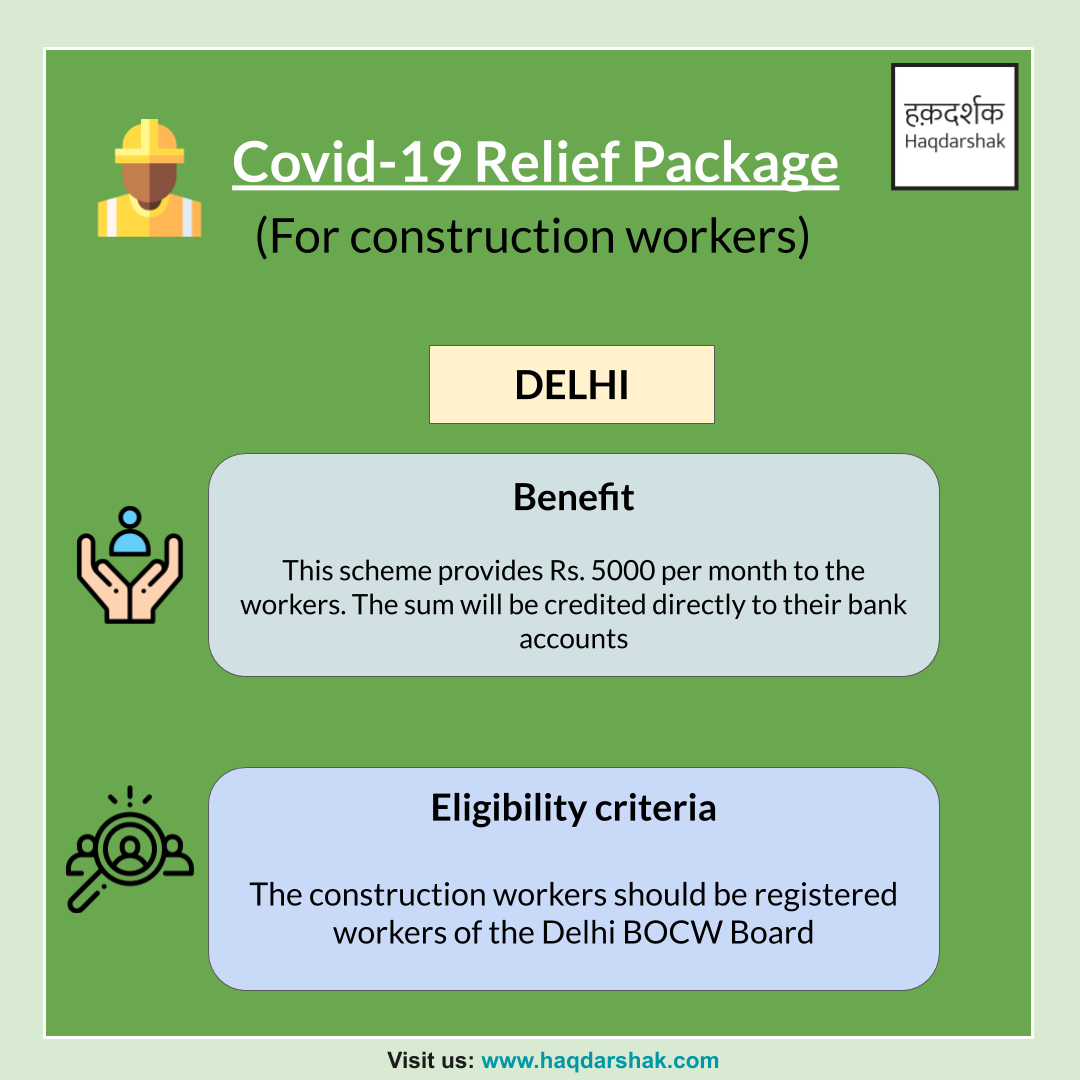 हक़दर्शक
Haqdarshak
Covid-19 Relief Package
(For construction workers)
DELHI
Benefit
This scheme provides Rs. 5000 per month to the
workers. The sum will be credited directly to their bank
accounts
Eligibility criteria
The construction workers should be registered
workers of the Delhi BOCW Board
Visit us: www.haqdarshak.com